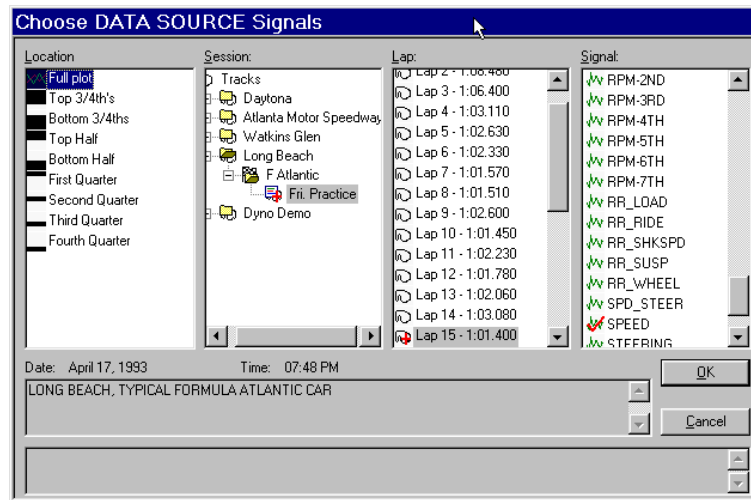 Choose DATA SOURCE Signals
Location
Full plot
Top 3/4th's
Bottom 3/4ths
Top Half
Bottom Half
First Quarter
Second Quarter
Third Quarter
Fourth Quarter
Session:
Tracks
Daytona
Atlanta Motor Speedway
Watkins Glen
Long Beach
F Atlantic
Fri. Practice
Dyno Demo
Lap:
Lap 2 - 1:08.480
Lap 3 - 1:06.400
Lap 4 - 1:03.110
Lap 5 - 1:02.630
Lap 6 - 1:02.330
Lap 7 - 1:01.570
Lap 8 - 1:01.510
Lap 9 - 1:02.600
Lap 10 - 1:01.450
Lap 11 - 1:02.230
Lap 12 - 1:01.780
Lap 13 - 1:02.060
Lap 14 - 1:03.080
Lap 15 - 1:01.400
Signal:
RPM-2ND
RPM-3RD
RPM-4TH
RPM-5TH
RPM-6TH
RPM-7TH
RR_LOAD
RR_RIDE
RR_SHKSPD
RR_SUSP
RR_WHEEL
SPD_STEER
SPEED
STEERING
Date: April 17, 1993 Time: 07:48 PM
LONG BEACH, TYPICAL FORMULA ATLANTIC CAR
OK
Cancel